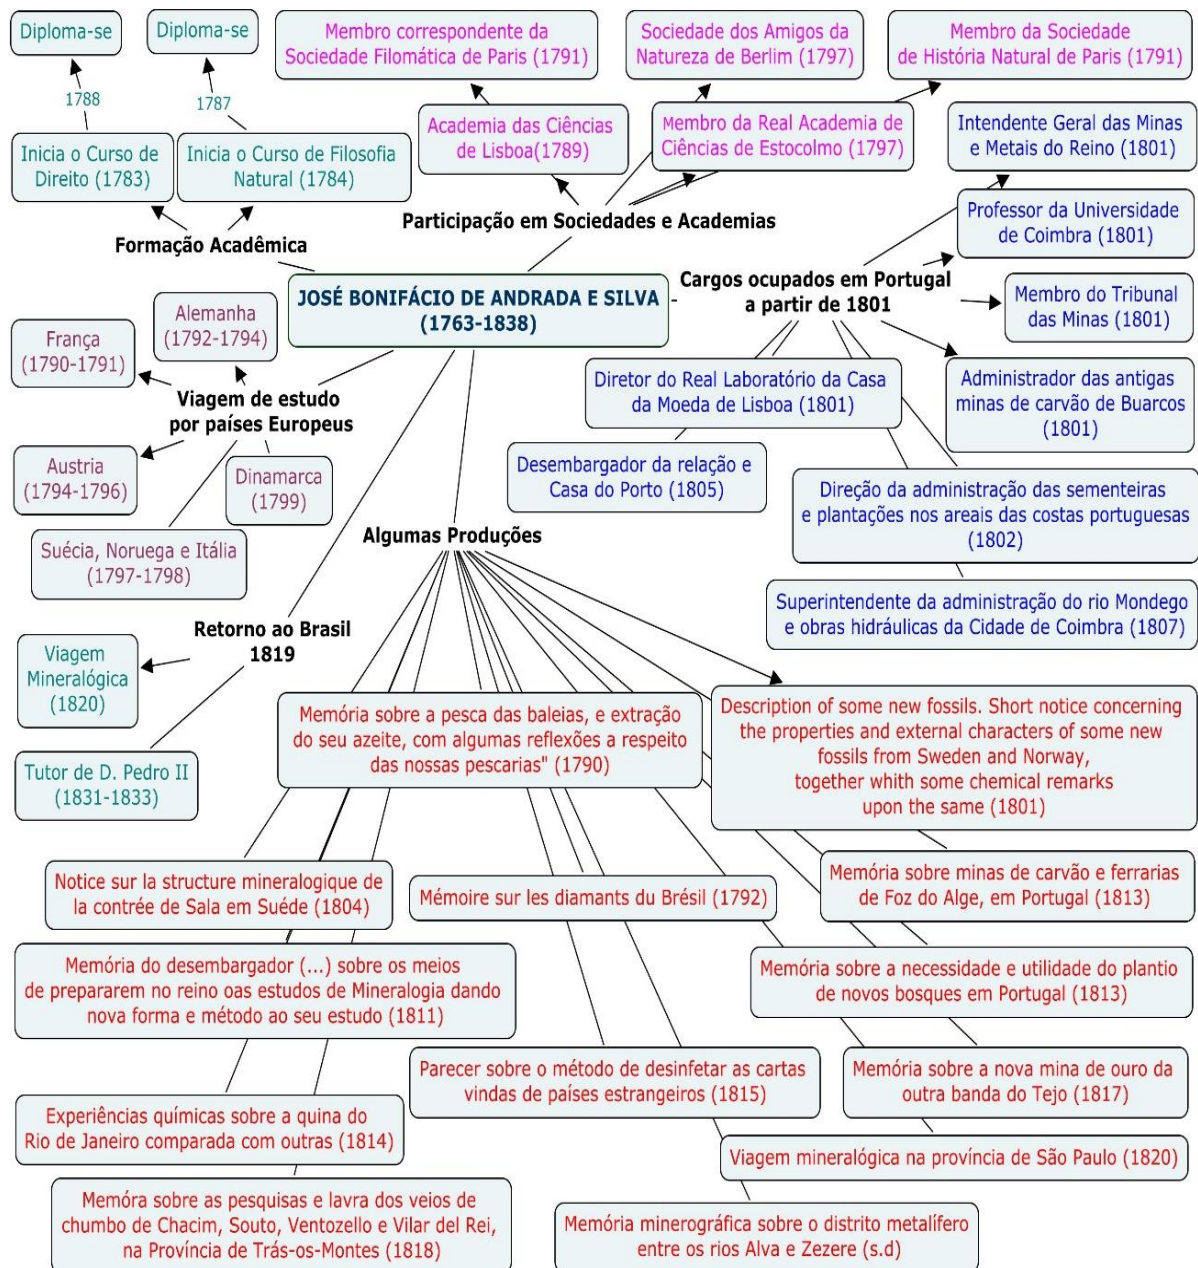 Diploma-se
Diploma-se
Membro correspondente da
Sociedade Filomática de Paris (1791)
Sociedade dos Amigos da
Natureza de Berlim (1797)
Membro da Sociedade
de História Natural de Paris (1791)
1788
1787
Academia das Ciências
de Lisboa(1789)
Membro da Real Academia de
Ciências de Estocolmo (1797)
Intendente Geral das Minas
e Metais do Reino (1801)
Inicia o Curso de
Direito (1783)
Inicia o Curso de Filosofia
Natural (1784)
Participação em Sociedades e Academias
Professor da Universidade
de Coimbra (1801)
Formação Acadêmica
JOSÉ BONIFÁCIO DE ANDRADA E SILVA
(1763-1838)
Cargos ocupados em Portugal
a partir de 1801
Membro do Tribunal
das Minas (1801)
Alemanha
(1792-1794)
França
(1790-1791)
Viagem de estudo
por países Europeus
Diretor do Real Laboratório da Casa
da Moeda de Lisboa (1801)
Administrador das antigas
minas de carvão de Buarcos
(1801)
Austria
(1794-1796)
Dinamarca
(1799)
Desembargador da relação e
Casa do Porto (1805)
Direção da administração das sementeiras
e plantações nos areais das costas portuguesas
(1802)
Suécia, Noruega e Itália
(1797-1798)
Algumas Produções
Superintendente da administração do rio Mondego
e obras hidráulicas da Cidade de Coimbra (1807)
Retorno ao Brasil
1819
Viagem
Mineralógica
(1820)
Tutor de D. Pedro II
(1831-1833)
Memória sobre a pesca das baleias, e extração
do seu azeite, com algumas reflexões a respeito
das nossas pescarias" (1790)
Description of some new fossils. Short notice concerning
the properties and external characters of some new
fossils from Sweden and Norway,
together whith some chemical remarks
upon the same (1801)
Notice sur la structure mineralogique de
la contrée de Sala em Suéde (1804)
Mémoire sur les diamants du Brésil (1792)
Memória sobre minas de carvão e ferrarias
de Foz do Alge, em Portugal (1813)
Memória do desembargador (...) sobre os meios
de prepararem no reino oas estudos de Mineralogia dando
nova forma e método ao seu estudo (1811)
Memória sobre a necessidade e utilidade do plantio
de novos bosques em Portugal (1813)
Parecer sobre o método de desinfetar as cartas
vindas de países estrangeiros (1815)
Memória sobre a nova mina de ouro da
outra banda do Tejo (1817)
Experiências químicas sobre a quina do
Rio de Janeiro comparada com outras (1814)
Viagem mineralógica na província de São Paulo (1820)
Memóra sobre as pesquisas e lavra dos veios de
chumbo de Chacim, Souto, Ventozello e Vilar del Rei,
na Província de Trás-os-Montes (1818)
Memória minerográfica sobre o distrito metalífero
entre os rios Alva e Zezere (s.d)